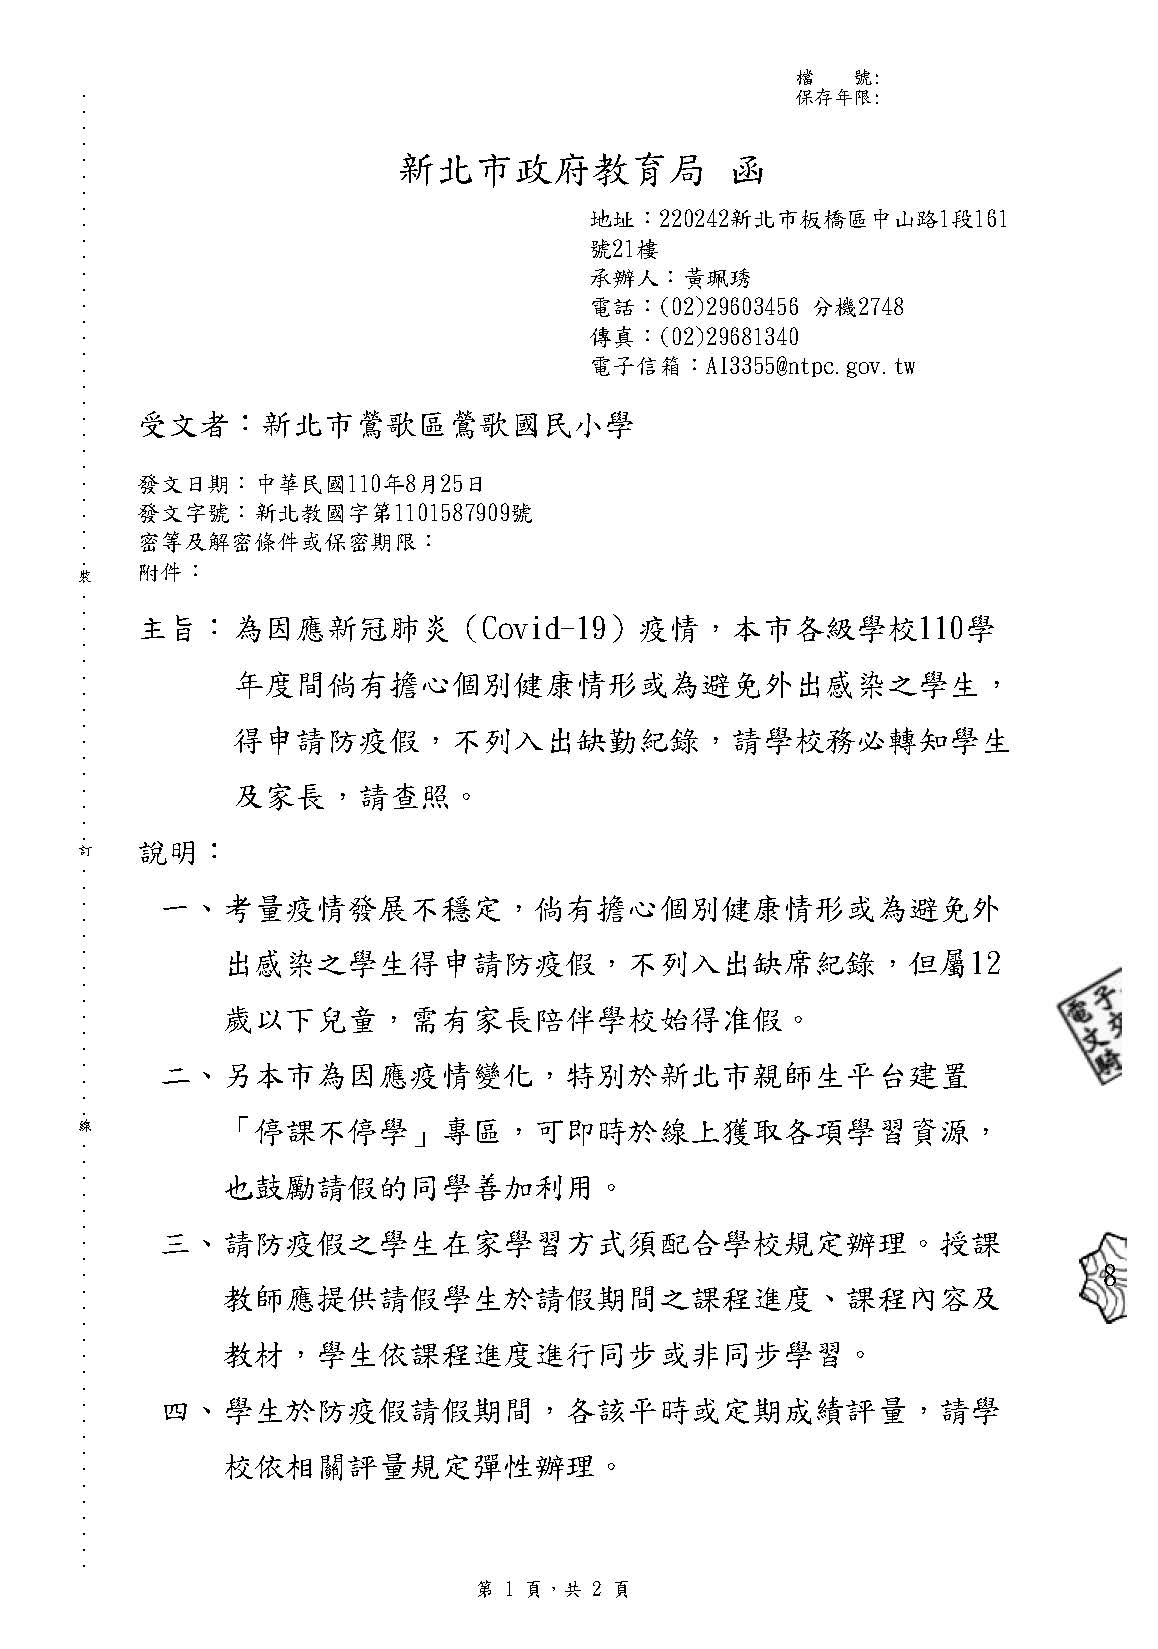 檔　　號:
保存年限:
新北市政府教育局 函
地址：220242新北市板橋區中山路1段161
號21樓
承辦人：黃珮琇
電話：(02)29603456 分機2748
傳真：(02)29681340
電子信箱：AI3355@ntpc.gov.tw
受文者：新北市鶯歌區鶯歌國民小學
發文日期：中華民國110年8月25日
發文字號：新北教國字第1101587909號
密等及解密條件或保密期限：
附件：
主旨：為因應新冠肺炎（Covid-19）疫情，本市各級學校110學
年度間倘有擔心個別健康情形或為避免外出感染之學生，
得申請防疫假，不列入出缺勤紀錄，請學校務必轉知學生
及家長，請查照。
說明：
一、考量疫情發展不穩定，倘有擔心個別健康情形或為避免外
出感染之學生得申請防疫假，不列入出缺席紀錄，但屬12
歲以下兒童，需有家長陪伴學校始得准假。
二、另本市為因應疫情變化，特別於新北市親師生平台建置
「停課不停學」專區，可即時於線上獲取各項學習資源，
也鼓勵請假的同學善加利用。
三、請防疫假之學生在家學習方式須配合學校規定辦理。授課
教師應提供請假學生於請假期間之課程進度、課程內容及
教材，學生依課程進度進行同步或非同步學習。
四、學生於防疫假請假期間，各該平時或定期成績評量，請學
校依相關評量規定彈性辦理。
裝
訂
線
電子
文交
騎
8
第 1 頁，共 2 頁